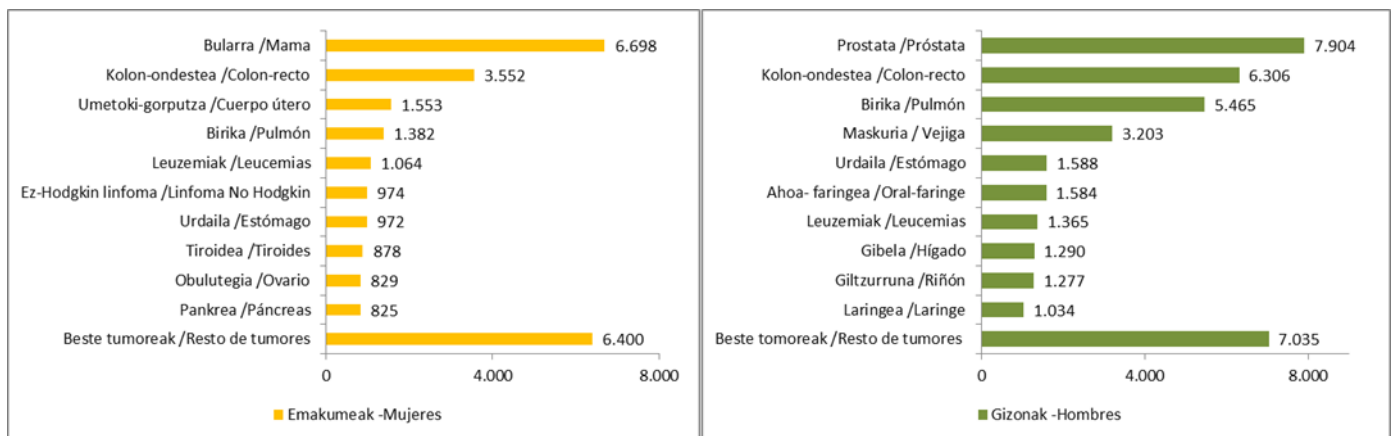 Bularra /Mama 6.698
Kolon-ondestea /Colon-recto 3.552
Umetoki-gorputza /Cuerpo útero 1.553
Birika /Pulmón 1.382
Leuzemiak /Leucemias 1.064
Ez-Hodgkin linfoma /Linfoma No Hodgkin 974
Urdaila /Estómago 972
Tiroidea /Tiroides 878
Obulutegia /Ovario 829
Pankrea /Páncreas 825
Beste tumoreak /Resto de tumores 6.400
0 4.000 8.000
Emakumeak -Mujeres
Prostata /Próstata 7.904
Kolon-ondestea /Colon-recto 6.306
Birika /Pulmón 5.465
Maskuria / Vejiga 3.203
Urdaila /Estómago 1.588
Ahoa- faringea /Oral-faringe 1.584
Leuzemiak /Leucemias 1.365
Gibela /Hígado 1.290
Giltzurruna /Riñón 1.277
Laringea /Laringe 1.034
Beste tomoreak /Resto de tumores 7.035
0 4.000 8.000
Gizonak -Hombres